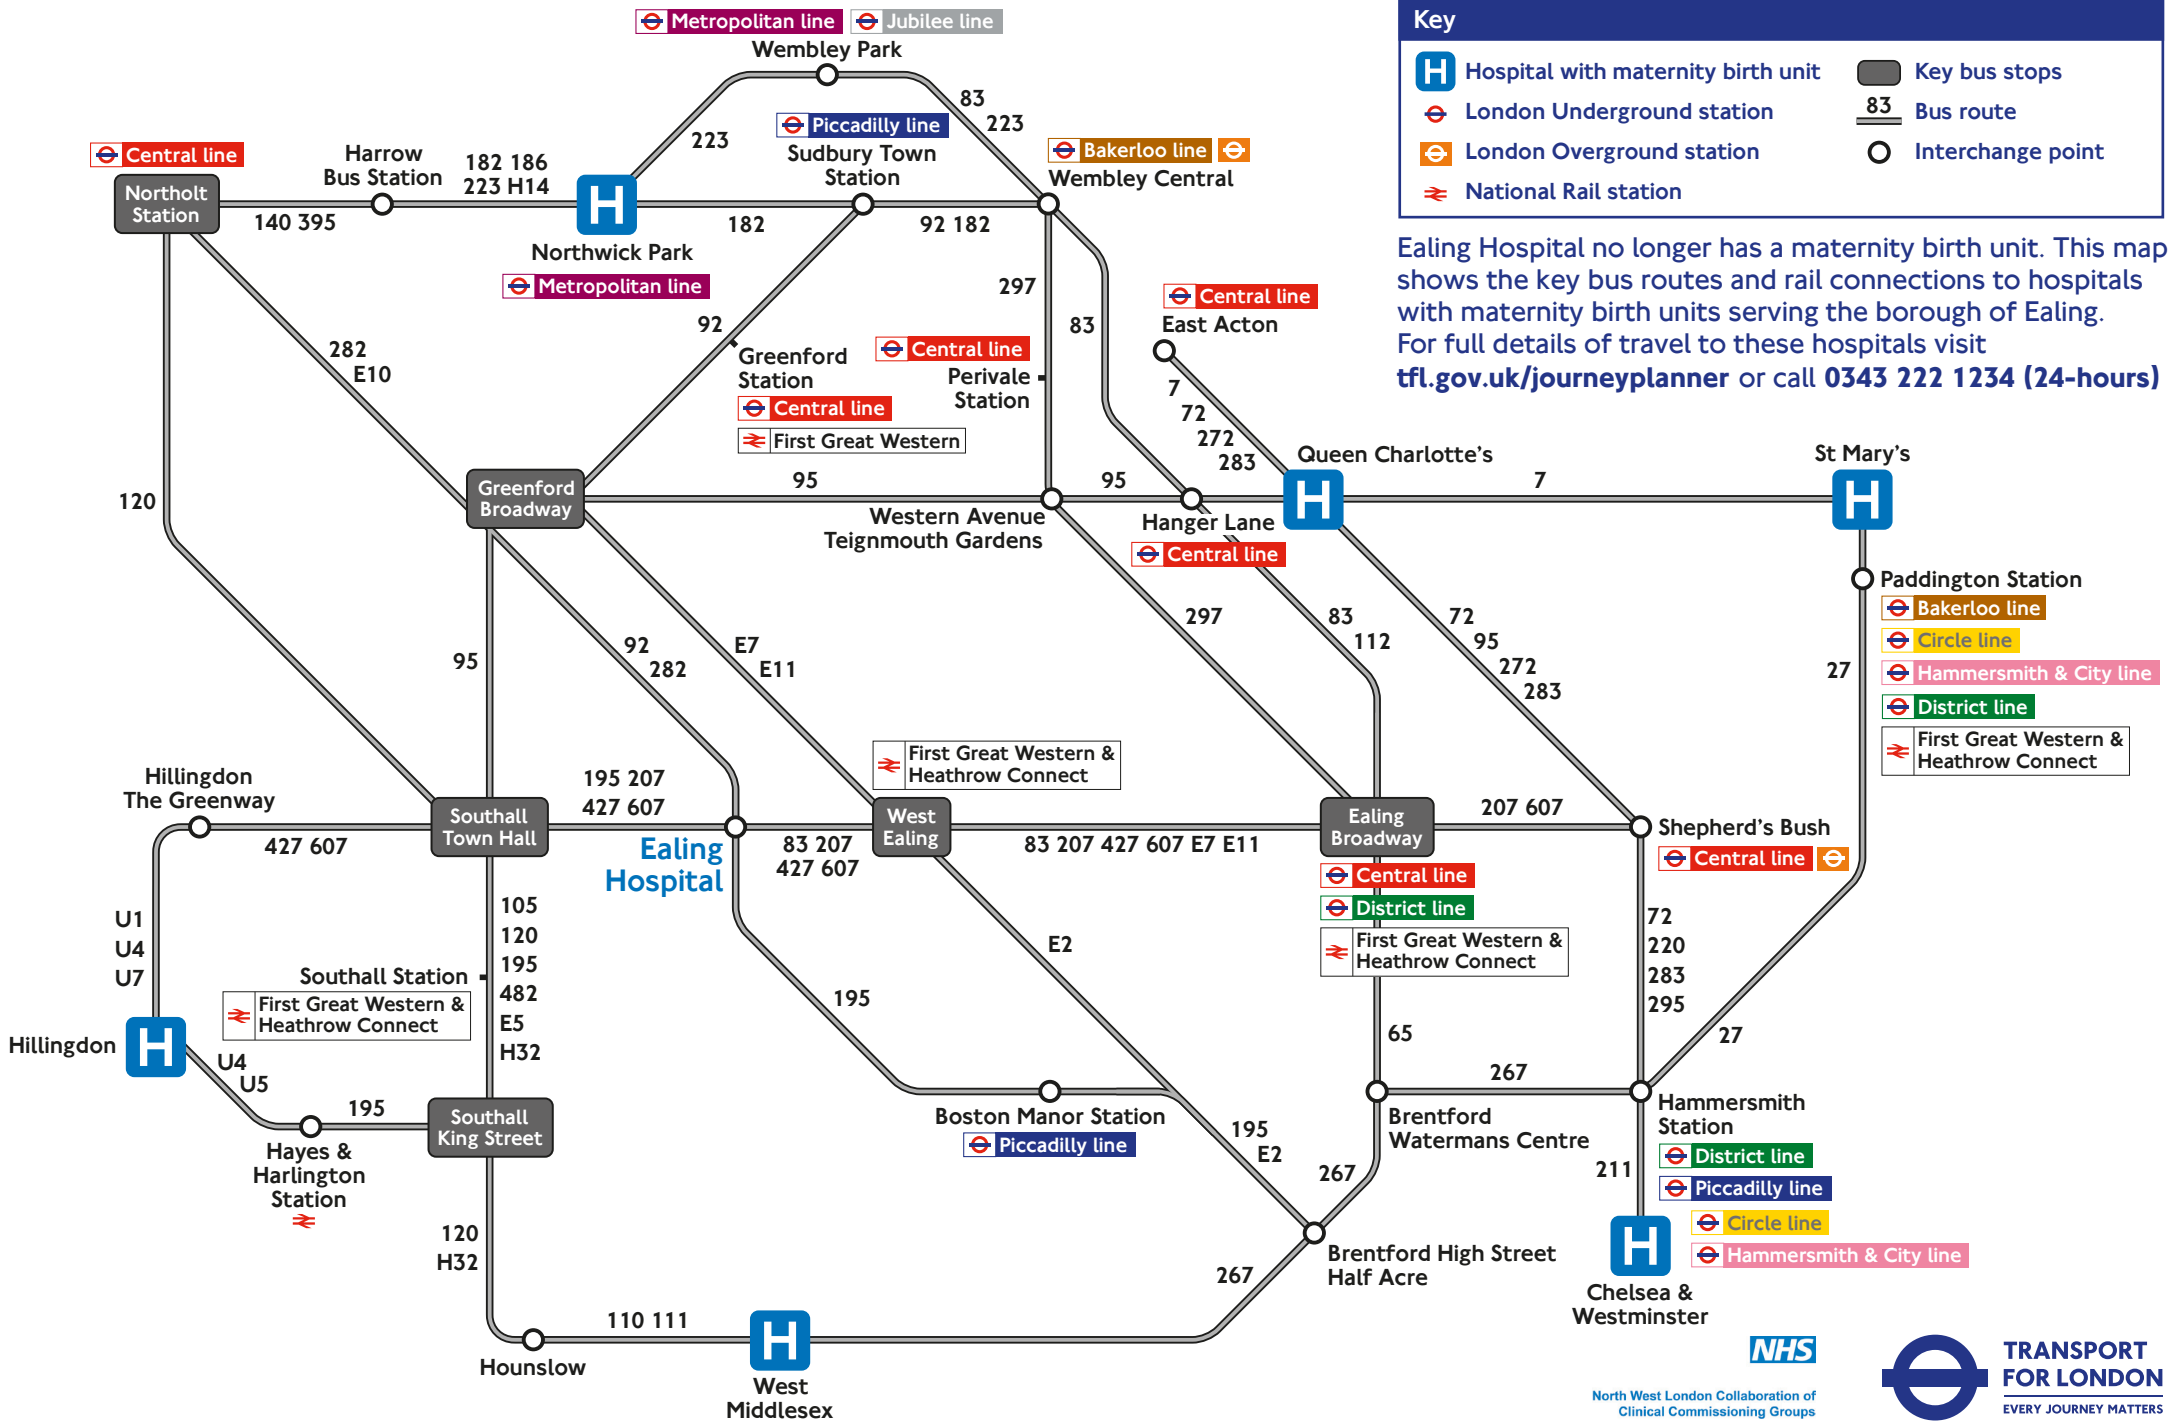 Metropolitan line
Jubilee line
Wembley Park
83
223
223
Piccadilly line
Sudbury Town
Station
Central line
Northolt
Station
Harrow
Bus Station
182 186
223 H14
140 395
Northwick Park
Metropolitan line
182
92 182
Bakerloo line
Wembley Central
297
83
92
Greenford
Station
Central line
First Great Western
Central line
Perivale
Station
Central line
East Acton
7
72
272
283
282
E10
120
Greenford
Broadway
95
95
Western Avenue
Teignmouth Gardens
Hanger Lane
Central line
Queen Charlotte's
7
St Mary's
Paddington Station
Bakerloo line
Circle line
Hammersmith & City line
District line
First Great Western &
Heathrow Connect
27
95
92
282
E7
E11
297
83
112
72
95
272
283
First Great Western &
Heathrow Connect
Hillingdon
The Greenway
427 607
Southall
Town Hall
195 207
427 607
Ealing
Hospital
83 207
427 607
West
Ealing
83 207 427 607 E7 E11
Ealing
Broadway
Central line
District line
First Great Western &
Heathrow Connect
207 607
Shepherd's Bush
Central line
U1
U4
U7
Hillingdon
U4
U5
105
120
195
482
E5
H32
Southall Station
First Great Western &
Heathrow Connect
195
Southall
King Street
Hayes &
Harlington
Station
195
E2
65
72
220
283
295
27
Boston Manor Station
Piccadilly line
195
E2
267
Brentford
Watermans Centre
267
Hammersmith
Station
District line
Piccadilly line
Circle line
Hammersmith & City line
211
Chelsea &
Westminster
120
H32
Hounslow
110 111
West
Middlesex
267
Brentford High Street
Half Acre
Key
H Hospital with maternity birth unit
London Underground station
London Overground station
National Rail station
Key bus stops
83 Bus route
Interchange point
Ealing Hospital no longer has a maternity birth unit. This map
shows the key bus routes and rail connections to hospitals
with maternity birth units serving the borough of Ealing.
For full details of travel to these hospitals visit
tfl.gov.uk/journeyplanner or call 0343 222 1234 (24-hours)
H
H
H
H
H
H
NHS
North West London Collaboration of
Clinical Commissioning Groups
TRANSPORT
FOR LONDON
EVERY JOURNEY MATTERS